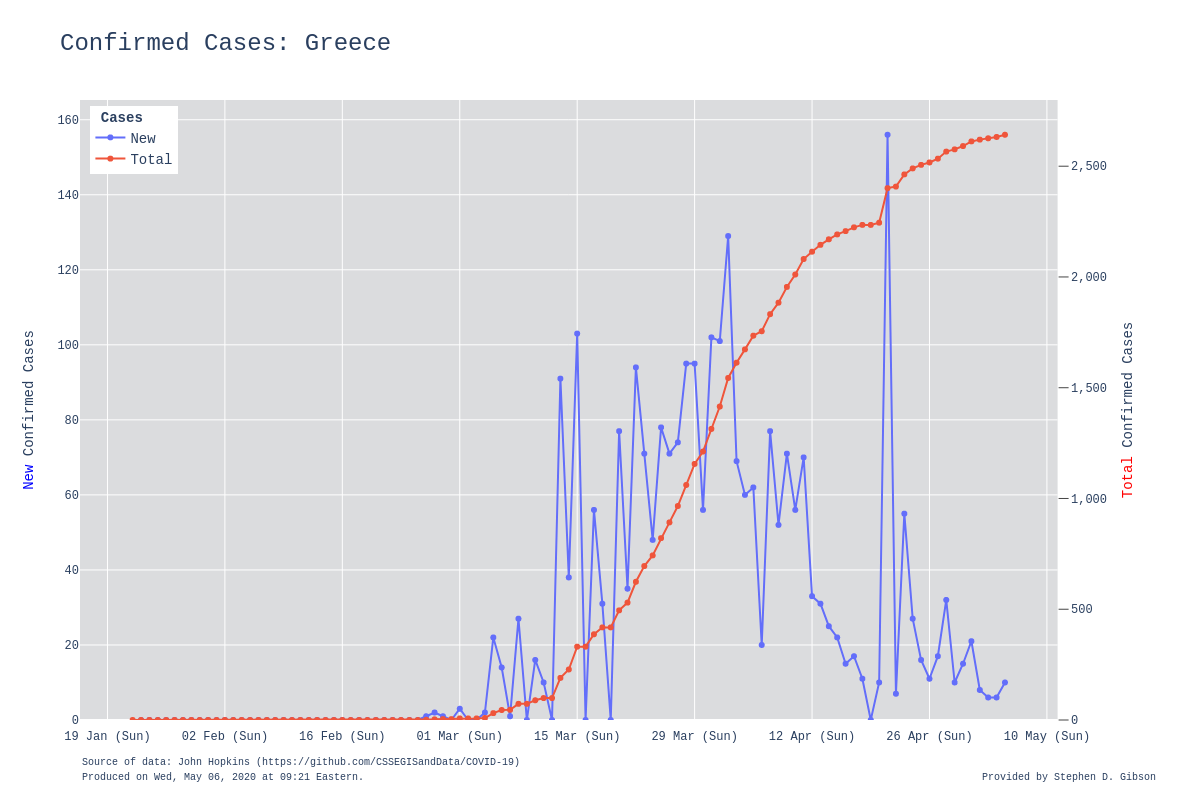 Confirmed Cases: Greece
Cases
New
Total
160
140
120
100
80
60
40
20
0
New Confirmed Cases
2,500
2,000
1,500
1,000
500
0
Total Confirmed Cases
19 Jan (Sun) 02 Feb (Sun) 16 Feb (Sun) 01 Mar (Sun) 15 Mar (Sun) 29 Mar (Sun) 12 Apr (Sun) 26 Apr (Sun) 10 May (Sun)
Source of data: John Hopkins (https://github.com/CSSEGISandData/COVID-19)
Produced on Wed, May 06, 2020 at 09:21 Eastern.
Provided by Stephen D. Gibson